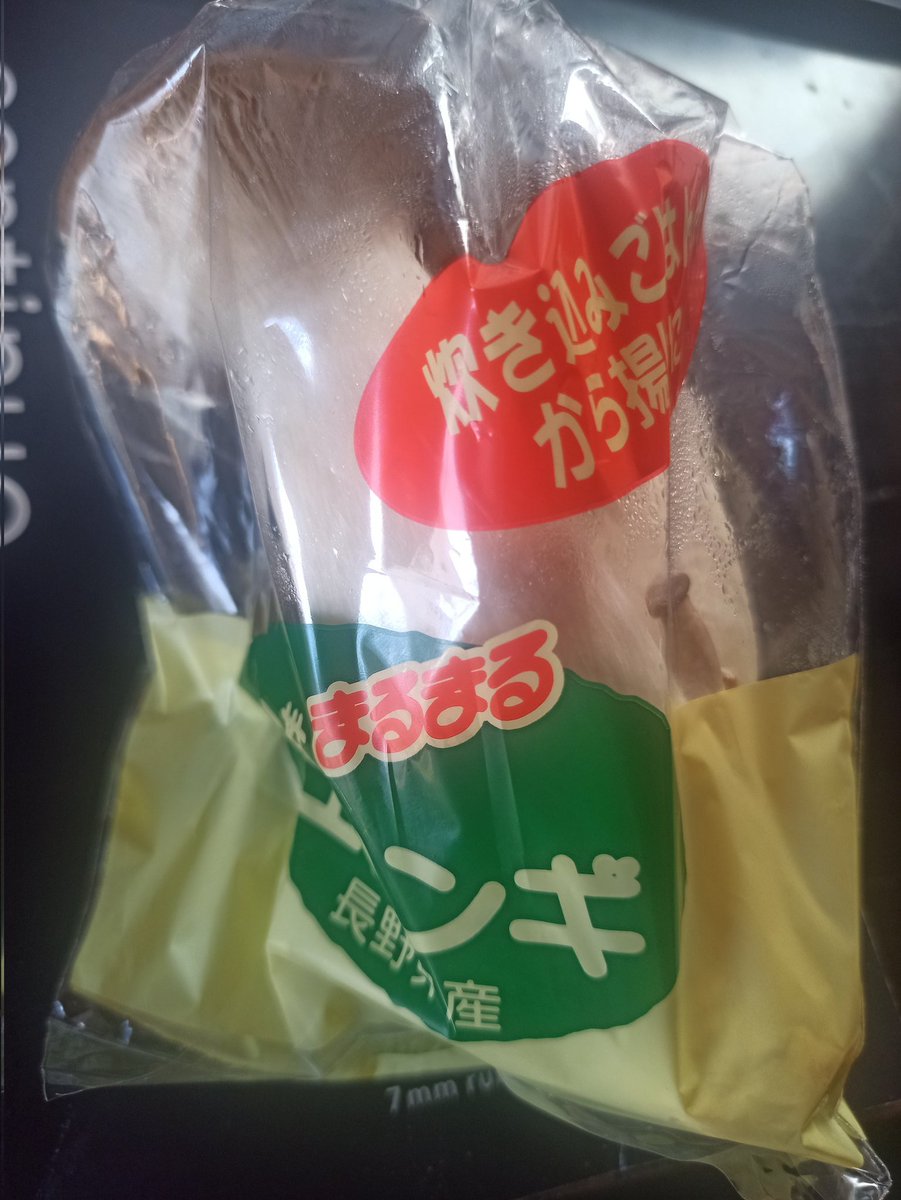 炊き込みごはん
から揚に
まるまる
ンギ
長野 産
7mm